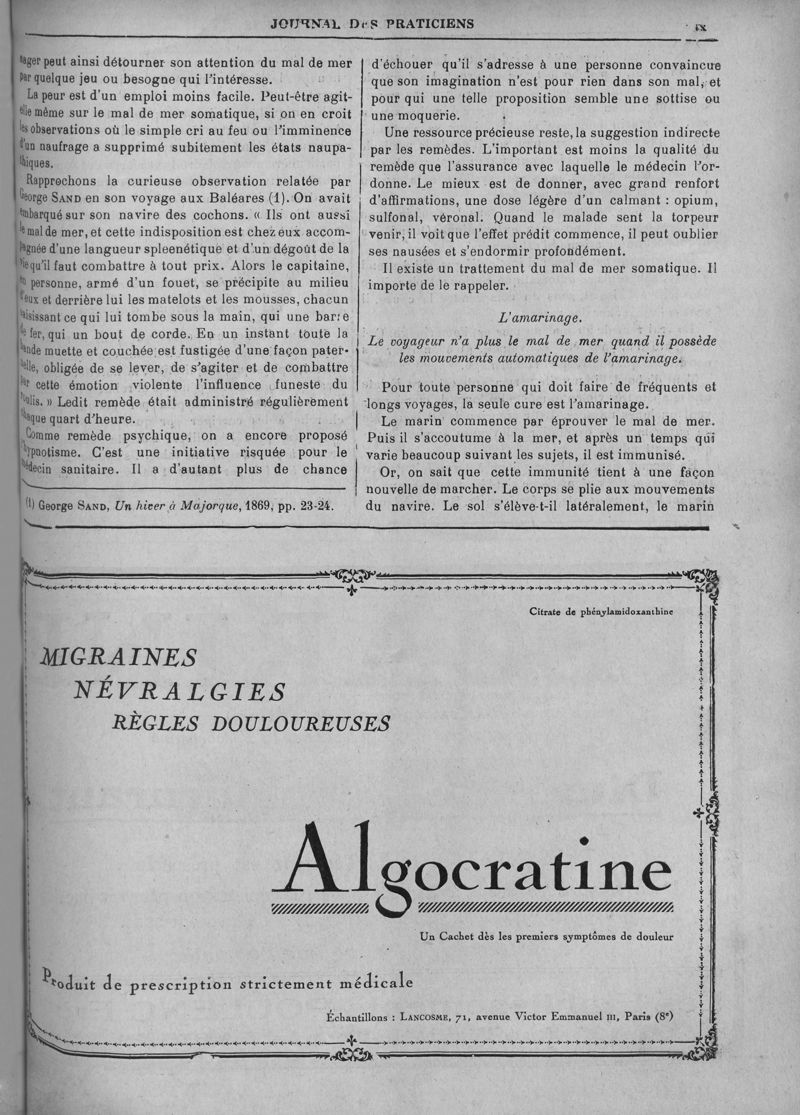 JOURNAL DES PRATICIENS
IX
ager peut ainsi détourner son attention du mal de mer
par quelque jeu ou besogne qui l'intéresse.
La peur est d'un emploi moins facile. Peut-être agit-
elle même sur le mal de mer somatique, si on en croit
les observations où le simple cri au feu ou l'imminence
d'un naufrage a supprimé subitement les états naupa-
thiques.
Rapprochons la curieuse observation relatée par
George SAND en son voyage aux Baléares (1). On avait
embarqué sur son navire des cochons. « Ils ont aussi
le mal de mer, et cette indisposition est chez eux accom-
pagnée d'une langueur spleenétique et d'un dégoût de la
vie qu'il faut combattre à tout prix. Alors le capitaine,
en personne, armé d'un fouet, se précipite au milieu
d'eux et derrière lui les matelots et les mousses, chacun
saisissant ce qui lui tombe sous la main, qui une barre
de fer, qui un bout de corde. En un instant toute la
bande muette et couchée est fustigée d'une façon pater-
nelle, obligée de se lever, de s'agiter et de combattre
par cette émotion violente l'influence funeste du
roulis. » Ledit remède était administré régulièrement
chaque quart d'heure.
Comme remède psychique, on a encore proposé
l'hypnotisme. C'est une initiative risquée pour le
médecin sanitaire. Il a d'autant plus de chance
(1) George SAND, Un hiver à Majorque, 1869, pp. 23-24.
d'échouer qu'il s'adresse à une personne convaincue
que son imagination n'est pour rien dans son mal, et
pour qui une telle proposition semble une sottise ou
une moquerie.
Une ressource précieuse reste, la suggestion indirecte
par les remèdes. L'important est moins la qualité du
remède que l'assurance avec laquelle le médecin l'or-
donne. Le mieux est de donner, avec grand renfort
d'affirmations, une dose légère d'un calmant : opium,
sulfonal, véronal. Quand le malade sent la torpeur
venir, il voit que l'effet prédit commence, il peut oublier
ses nausées et s'endormir profondément.
Il existe un trattement du mal de mer somatique. Il
importe de le rappeler.
L'amarinage.
Le voyageur n'a plus le mal de mer quand il possède
les mouvements automatiques de l'amarinage.
Pour toute personne qui doit faire de fréquents et
longs voyages, la seule cure est l'amarinage.
Le marin commence par éprouver le mal de mer.
Puis il s'accoutume à la mer, et après un temps qui
varie beaucoup suivant les sujets, il est immunisé.
Or, on sait que cette immunité tient à une façon
nouvelle de marcher. Le corps se plie aux mouvements
du navire. Le sol s'élève-t-il latéralement, le marin
Citrate de phénylamidoxanthine
MIGRAINES
NÉVRALGIES
RÈGLES DOULOUREUSES
Algocratine
Un Cachet dès les premiers symptômes de douleur
Produit de prescription strictement médicale
Échantillons : LANCOSME, 71, avenue Victor Emmanuel III, Paris (8e)